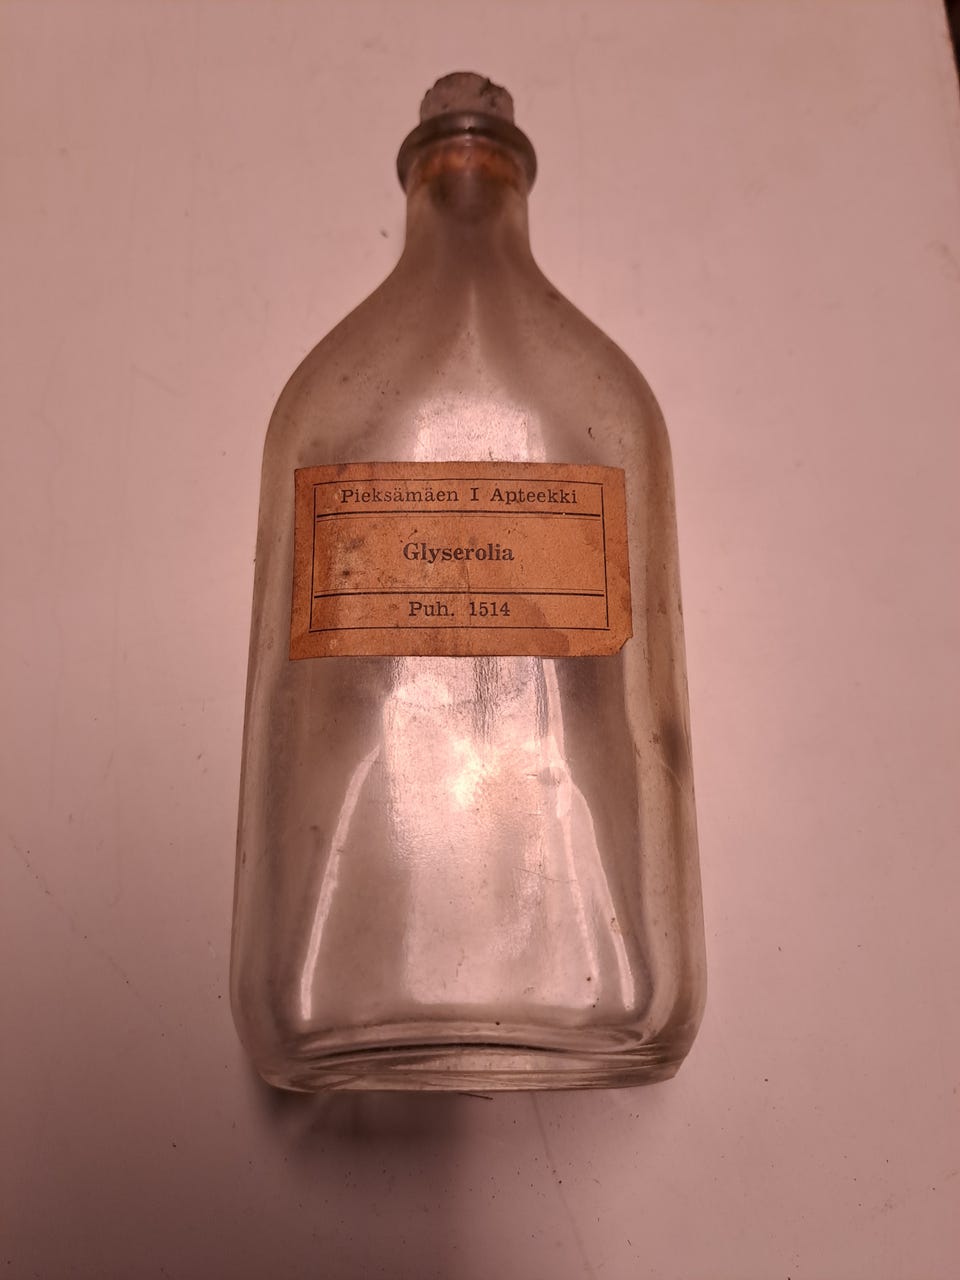 Pieksämäen I Apteekki
Glyserolia
Puh. 1514